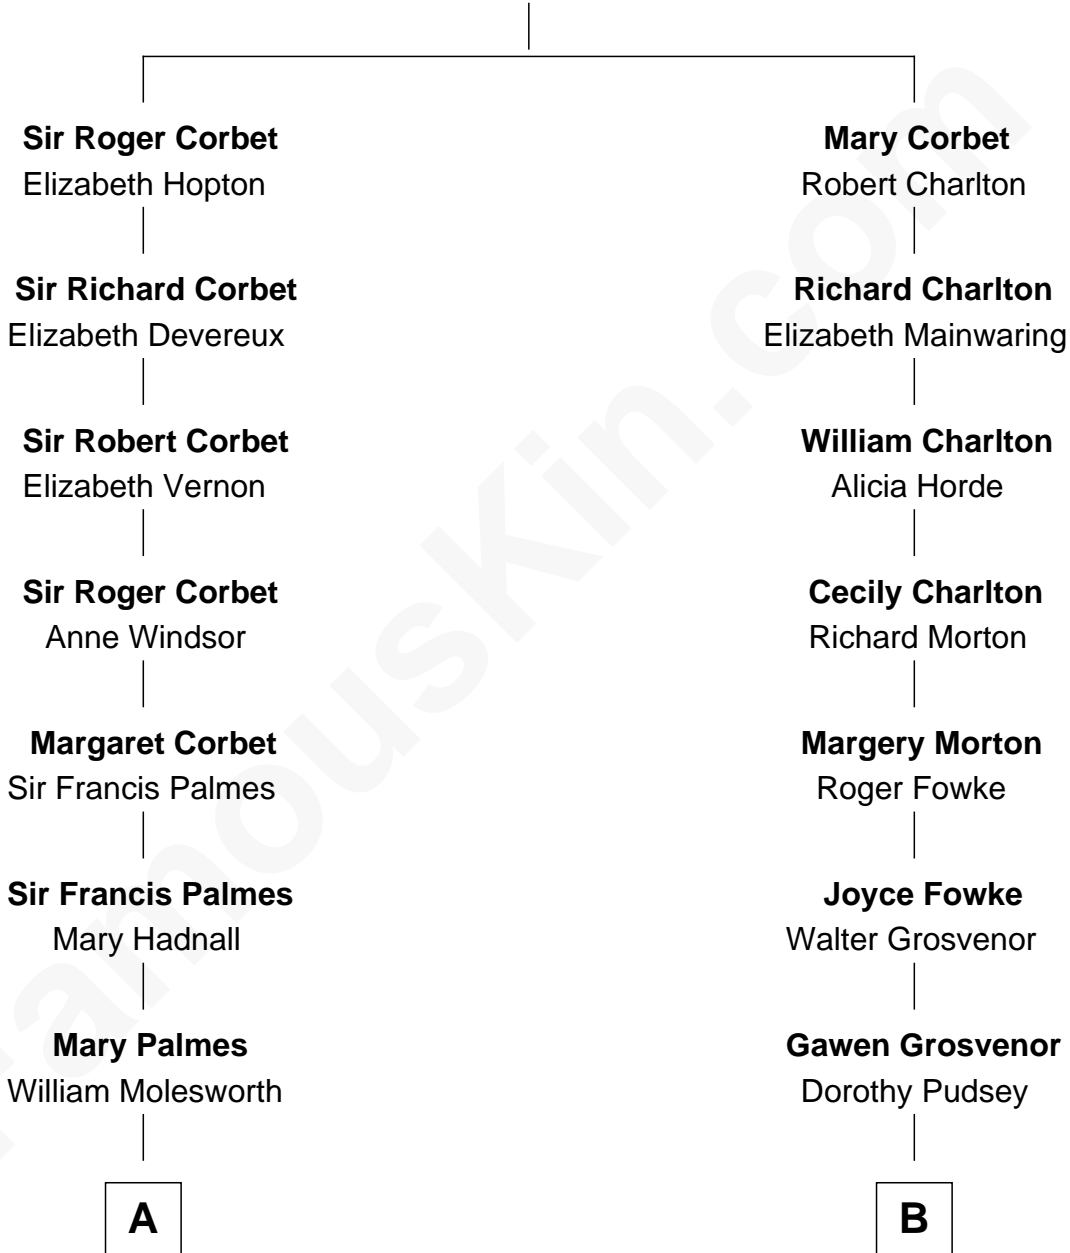 Sir Roger Corbet
Elizabeth Hopton
Sir Richard Corbet
Elizabeth Devereux
Sir Robert Corbet
Elizabeth Vernon
Sir Roger Corbet
Anne Windsor
Margaret Corbet
Sir Francis Palmes
Sir Francis Palmes
Mary Hadnall
Mary Palmes
William Molesworth
A
Mary Corbet
Robert Charlton
Richard Charlton
Elizabeth Mainwaring
William Charlton
Alicia Horde
Cecily Charlton
Richard Morton
Margery Morton
Roger Fowke
Joyce Fowke
Walter Grosvenor
Gawen Grosvenor
Dorothy Pudsey
B
FamousKin.com